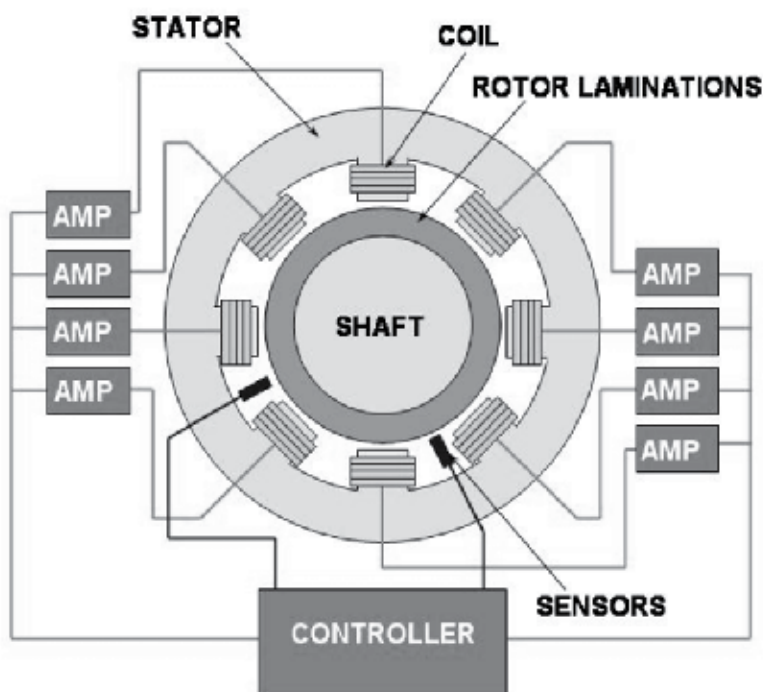 STATOR
COIL
ROTOR LAMINATIONS
AMP
AMP
AMP
AMP
SHAFT
AMP
AMP
AMP
AMP
SENSORS
CONTROLLER